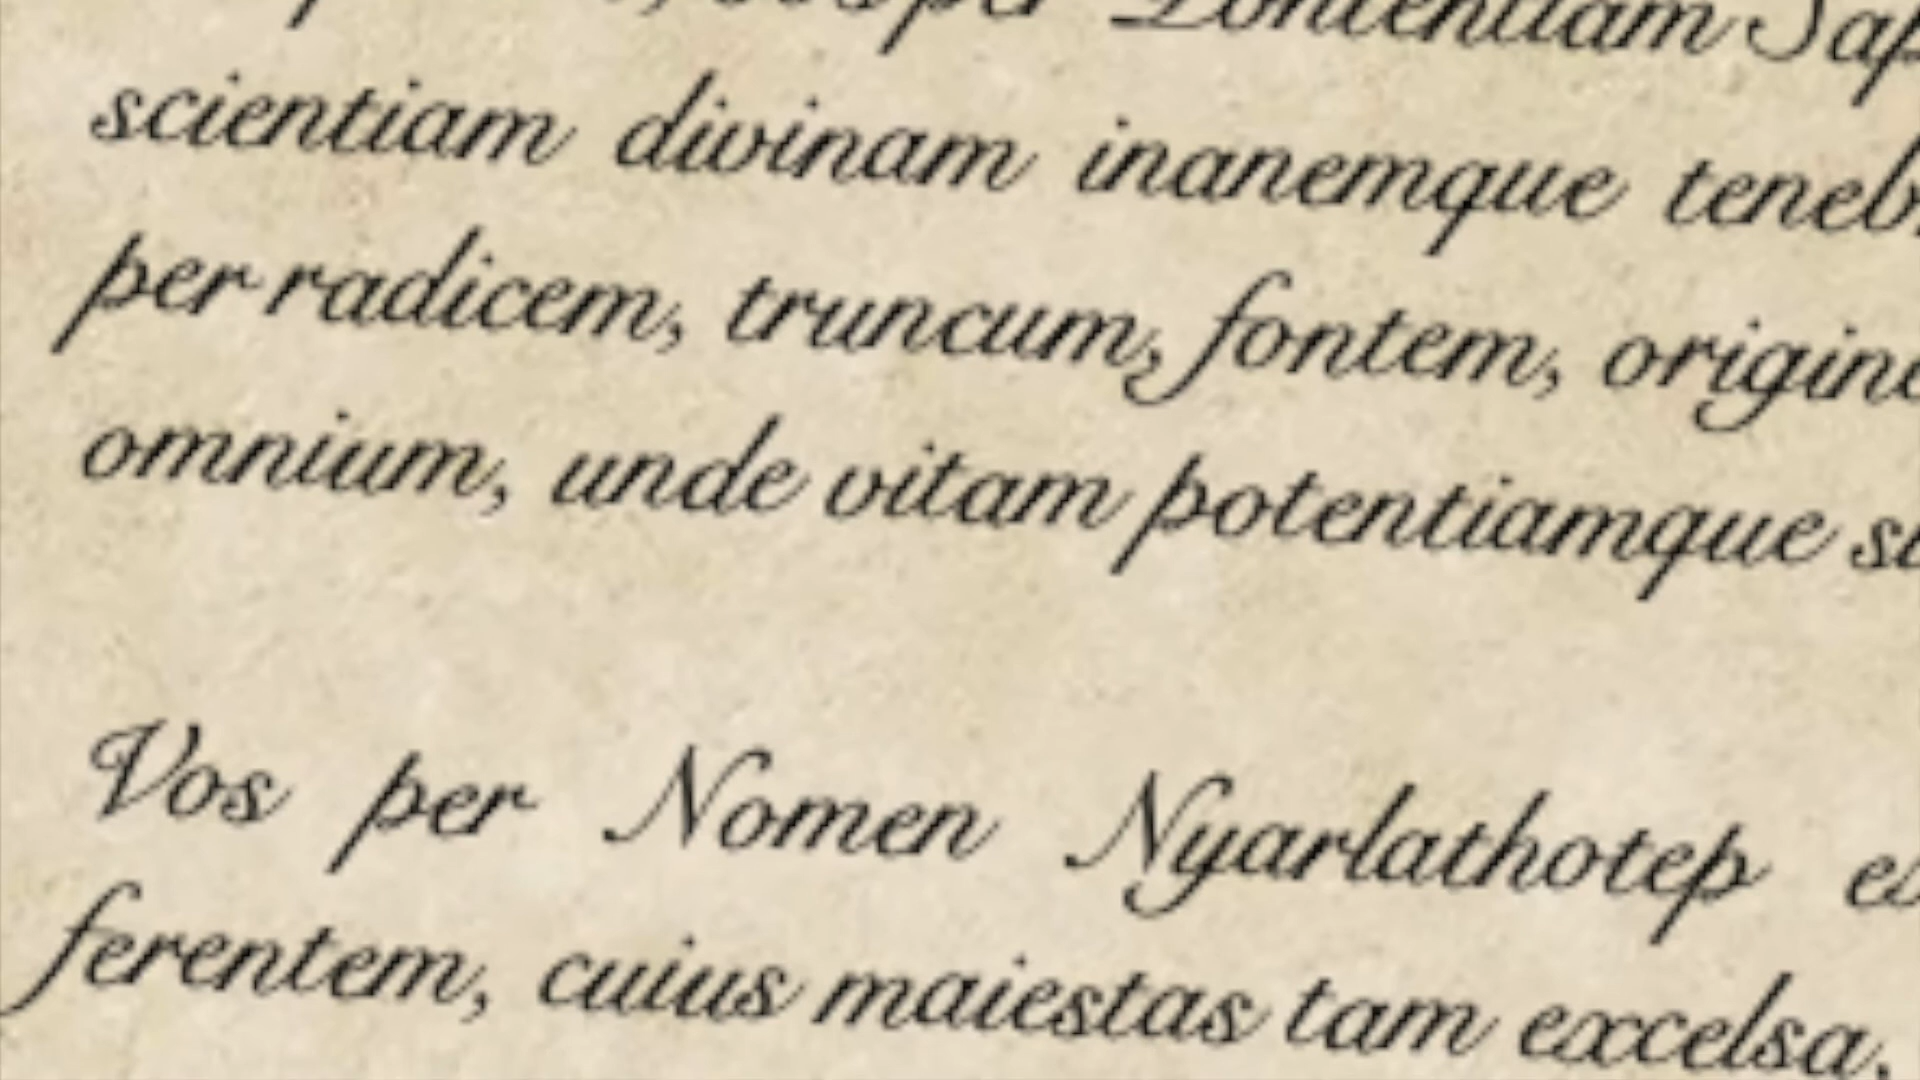 per
scientiam divinam inanemque
per radicem, truncum, fontem,
omnium, unde vitam potentiamque
Vos per Nomen Nyarlathotep
ferentem, cuius maiestas tam excelsa,